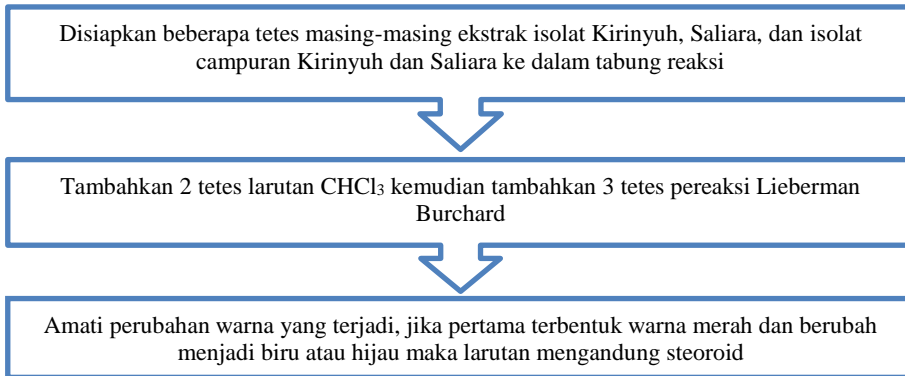 Disiapkan beberapa tetes masing-masing ekstrak isolat Kirinyuh, Saliara, dan isolat
campuran Kirinyuh dan Saliara ke dalam tabung reaksi
Tambahkan 2 tetes larutan CHCl₃ kemudian tambahkan 3 tetes pereaksi Lieberman
Burchard
Amati perubahan warna yang terjadi, jika pertama terbentuk warna merah dan berubah
menjadi biru atau hijau maka larutan mengandung steoroid